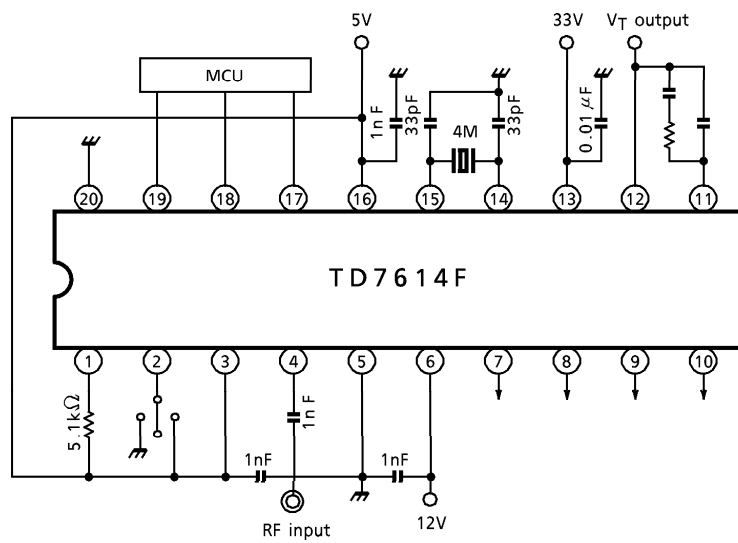 5V
33V
VT output
MCU
1nF
33pF
4M
33pF
0.01μF
20
19
18
17
16
15
14
13
12
11
TD7614F
1
2
3
4
5
6
7
8
9
10
5.1kΩ
1nF
1nF
1nF
RF input
12V